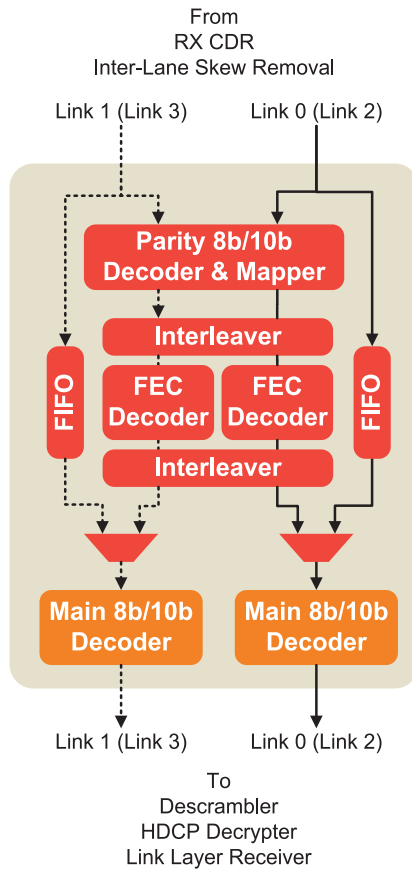 From
RX CDR
Inter-Lane Skew Removal
Link 1 (Link 3)
Link 0 (Link 2)
Parity 8b/10b
Decoder & Mapper
Interleaver
FIFO
FEC
Decoder
FEC
Decoder
FIFO
Interleaver
Main 8b/10b
Decoder
Main 8b/10b
Decoder
Link 1 (Link 3)
Link 0 (Link 2)
To
Descrambler
HDCP Decrypter
Link Layer Receiver